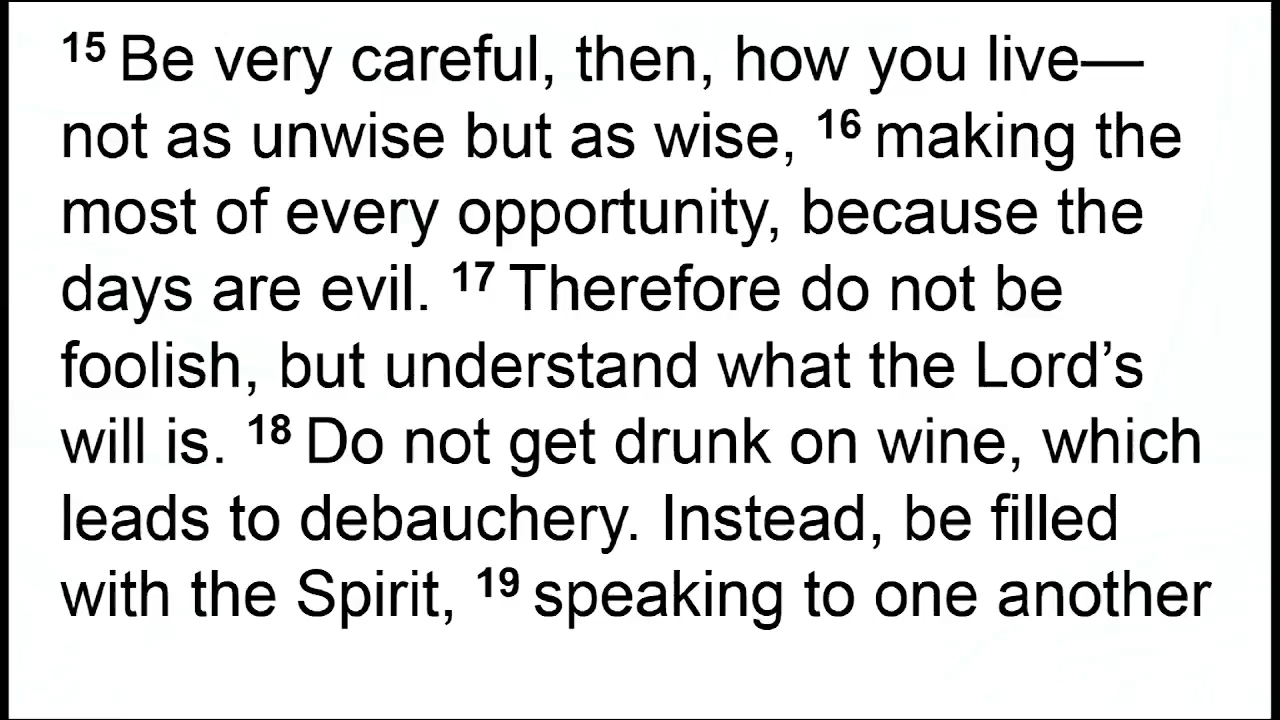 15 Be very careful, then, how you live—
not as unwise but as wise, 16 making the
most of every opportunity, because the
days are evil. 17 Therefore do not be
foolish, but understand what the Lord’s
will is. 18 Do not get drunk on wine, which
leads to debauchery. Instead, be filled
with the Spirit, 19 speaking to one another